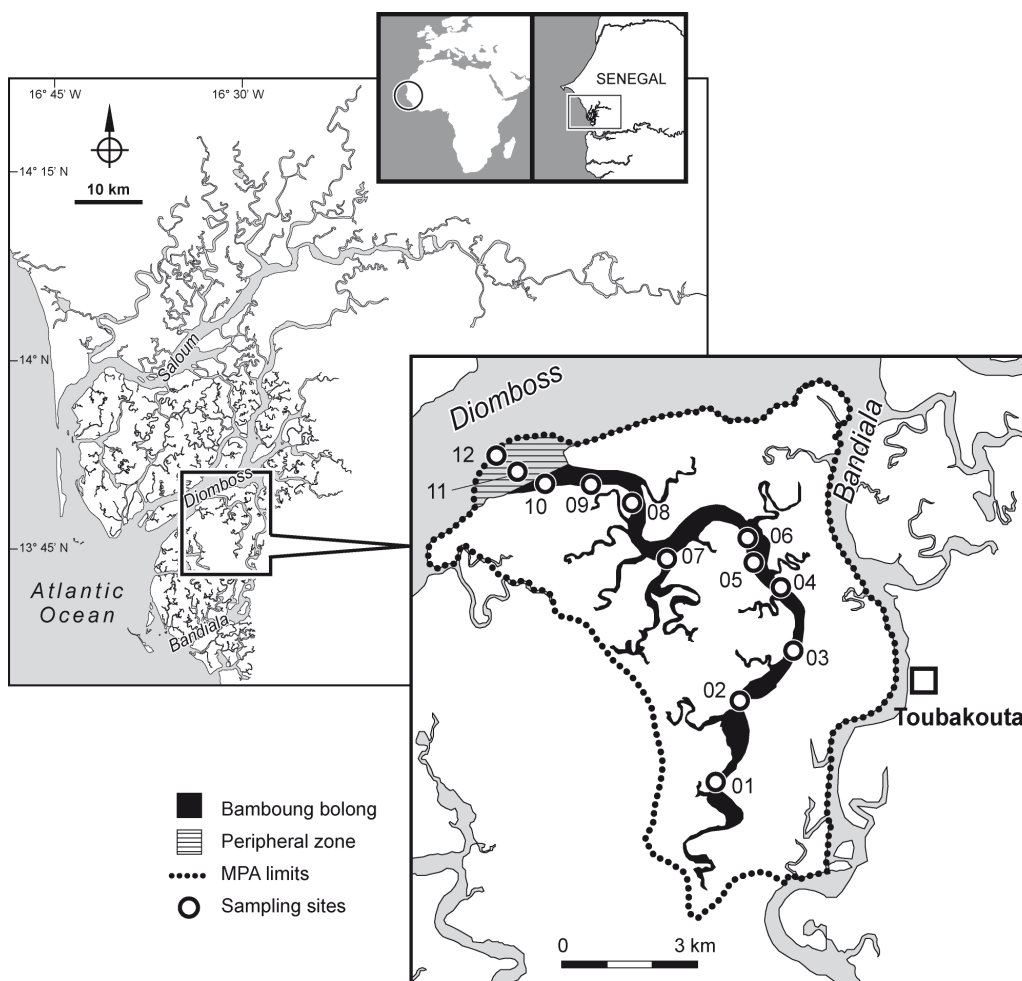 SENEGAL
16° 45' W
16° 30' W
14° 15' N
10 km
Saloum
14° N
Diomboss
13° 45' N
Atlantic
Ocean
Bandiala
Diomboss
Bandiala
12
11
10
09
08
07
06
05
04
03
02
01
Toubakouta
Bamboung bolong
Peripheral zone
MPA limits
Sampling sites
0 3 km